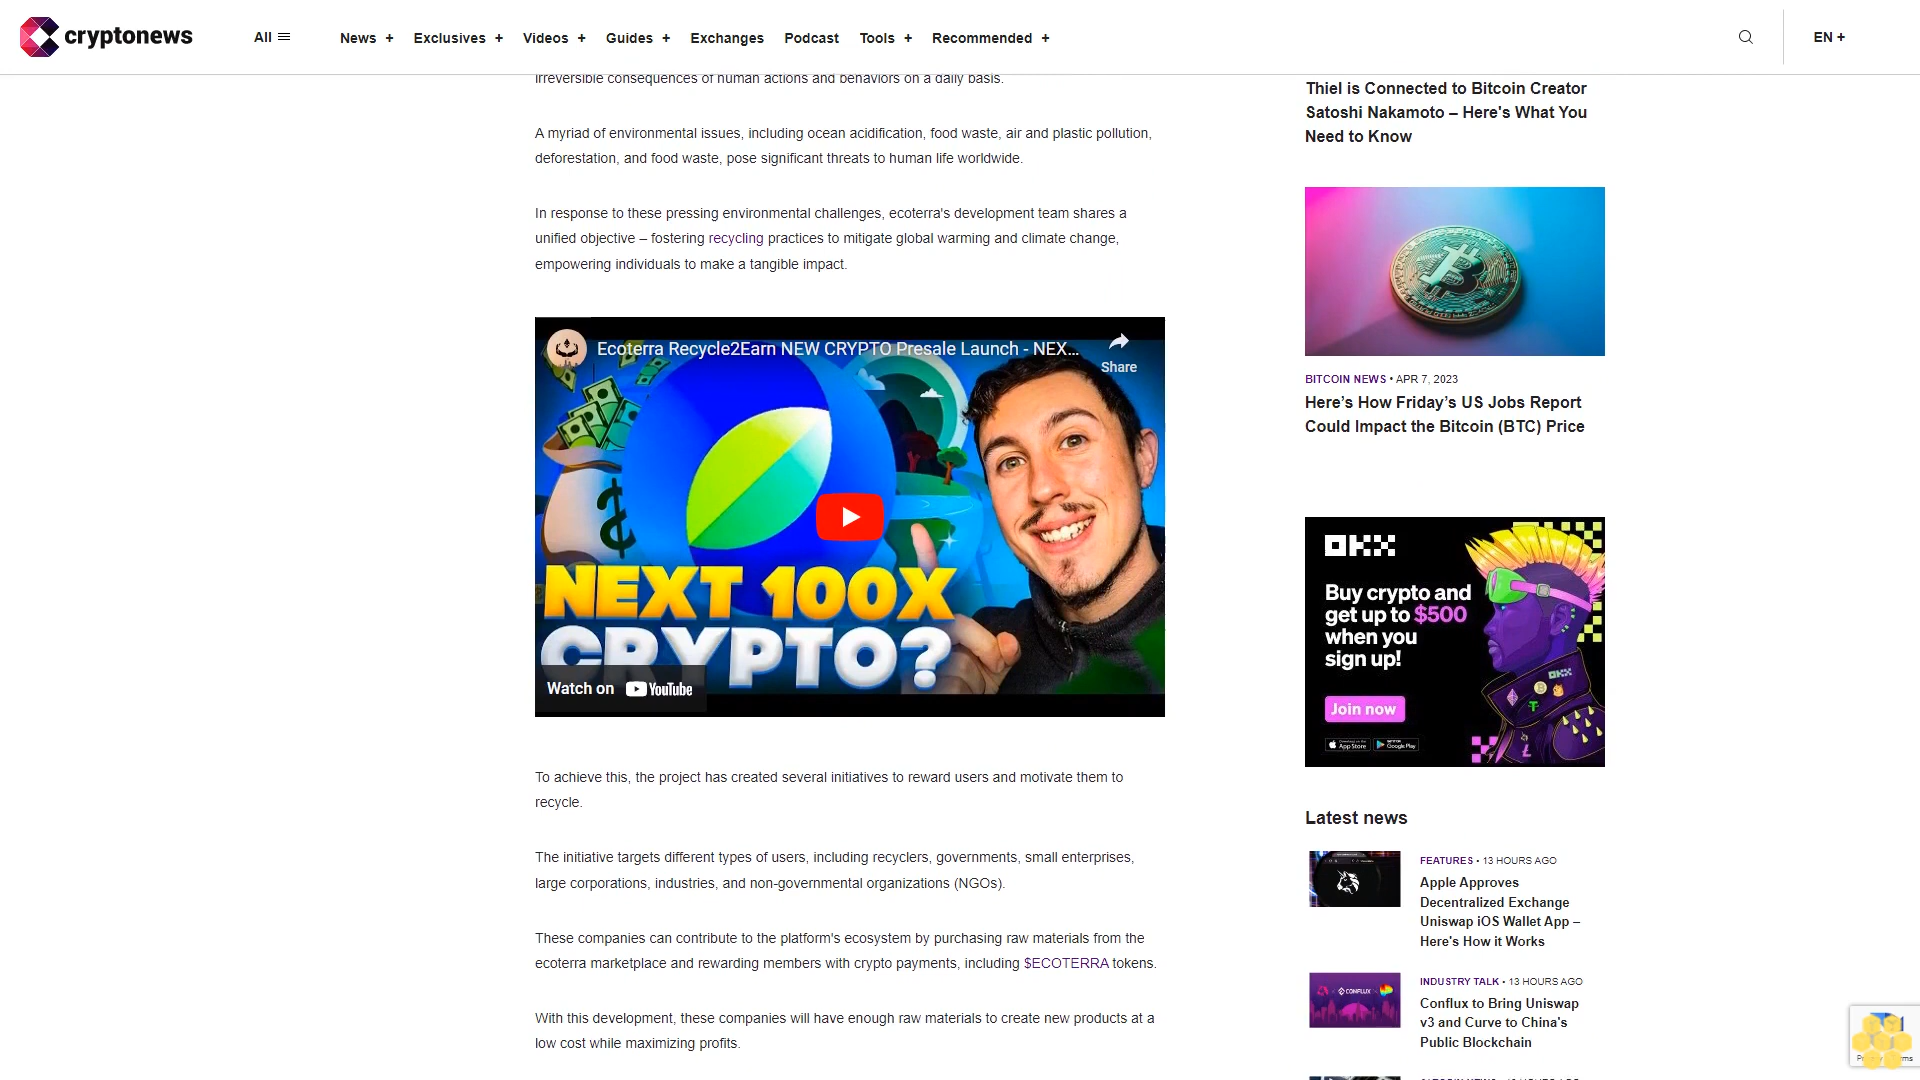 cryptonews
All
News +
Exclusives +
Videos +
Guides +
Exchanges
Podcast
Tools +
Recommended +
EN +
irreversible consequences of human actions and behaviors on a daily basis.
A myriad of environmental issues, including ocean acidification, food waste, air and plastic pollution,
deforestation, and food waste, pose significant threats to human life worldwide.
In response to these pressing environmental challenges, ecoterra's development team shares a
unified objective – fostering recycling practices to mitigate global warming and climate change,
empowering individuals to make a tangible impact.
Ecoterra Recycle2Earn NEW CRYPTO Presale Launch - NEX...
Share
NEXT 100X
CRYPTO?
Watch on YouTube
To achieve this, the project has created several initiatives to reward users and motivate them to
recycle.
The initiative targets different types of users, including recyclers, governments, small enterprises,
large corporations, industries, and non-governmental organizations (NGOs).
These companies can contribute to the platform's ecosystem by purchasing raw materials from the
ecoterra marketplace and rewarding members with crypto payments, including $ECOTERRA tokens.
With this development, these companies will have enough raw materials to create new products at a
low cost while maximizing profits.
Thiel is Connected to Bitcoin Creator
Satoshi Nakamoto – Here's What You
Need to Know
BITCOIN NEWS • APR 7, 2023
Here’s How Friday’s US Jobs Report
Could Impact the Bitcoin (BTC) Price
OKX
Buy crypto and
get up to $500
when you
sign up!
Join now
App Store
Google Play
OKX
Latest news
FEATURES • 13 HOURS AGO
Apple Approves
Decentralized Exchange
Uniswap iOS Wallet App –
Here's How it Works
CONFLUX
INDUSTRY TALK • 13 HOURS AGO
Conflux to Bring Uniswap
v3 and Curve to China's
Public Blockchain